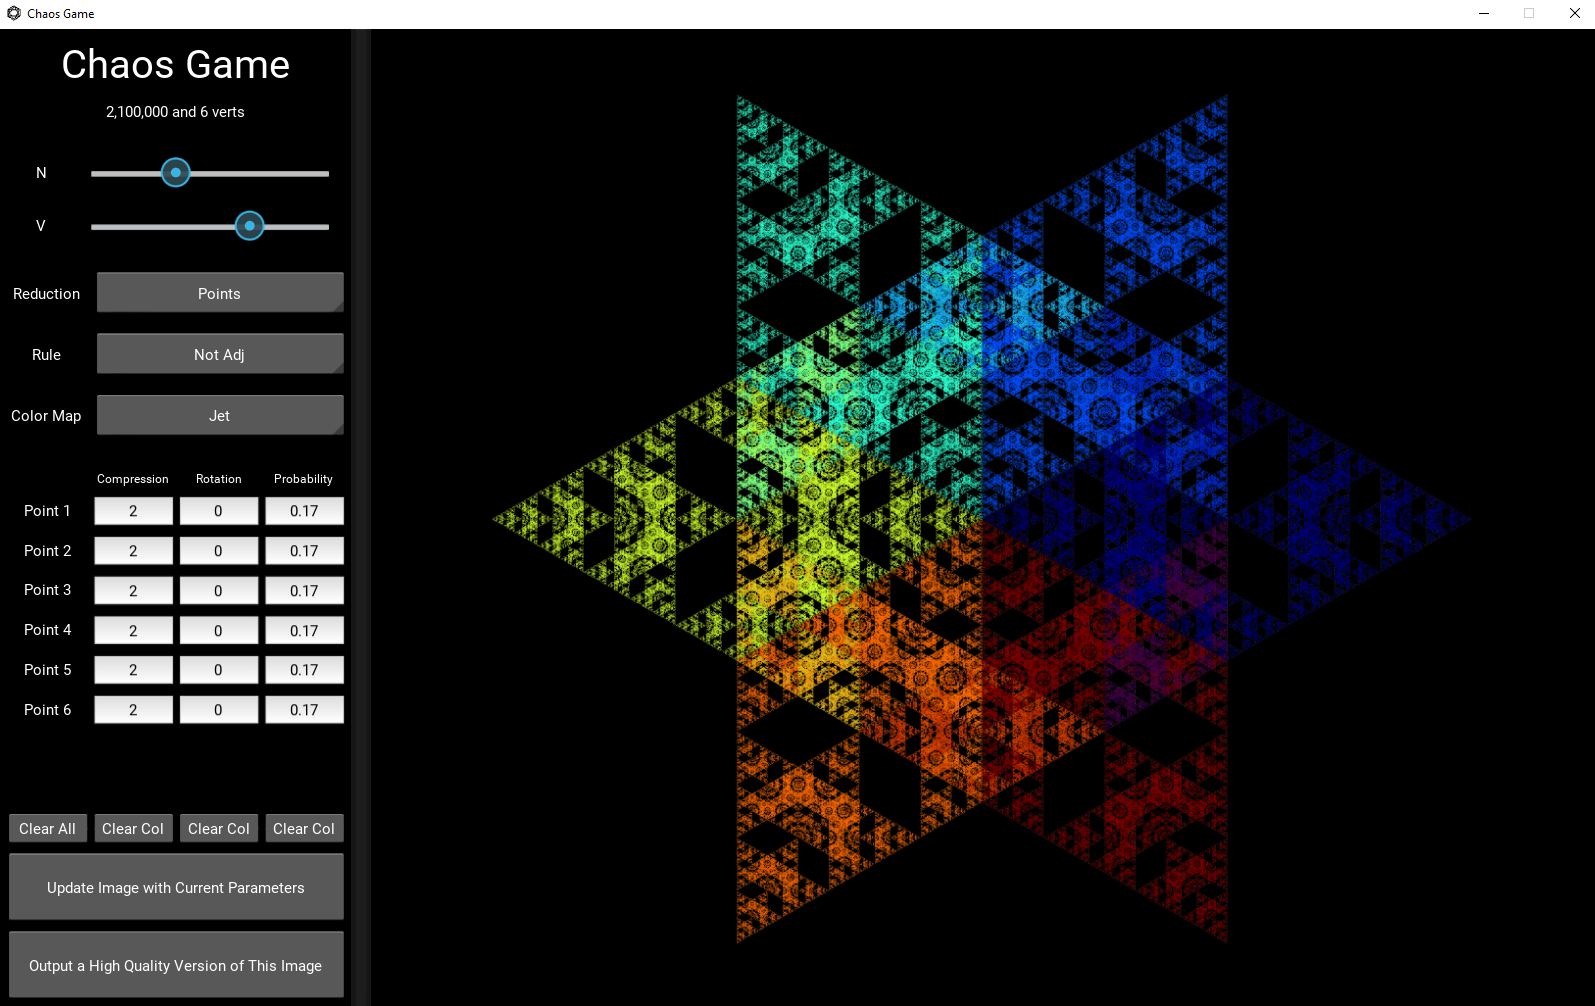 Chaos Game
Chaos Game
2,100,000 and 6 verts
N
V
Reduction Points
Rule Not Adj
Color Map Jet
Compression Rotation Probability
Point 1 2 0 0.17
Point 2 2 0 0.17
Point 3 2 0 0.17
Point 4 2 0 0.17
Point 5 2 0 0.17
Point 6 2 0 0.17
Clear All Clear Col Clear Col Clear Col
Update Image with Current Parameters
Output a High Quality Version of This Image